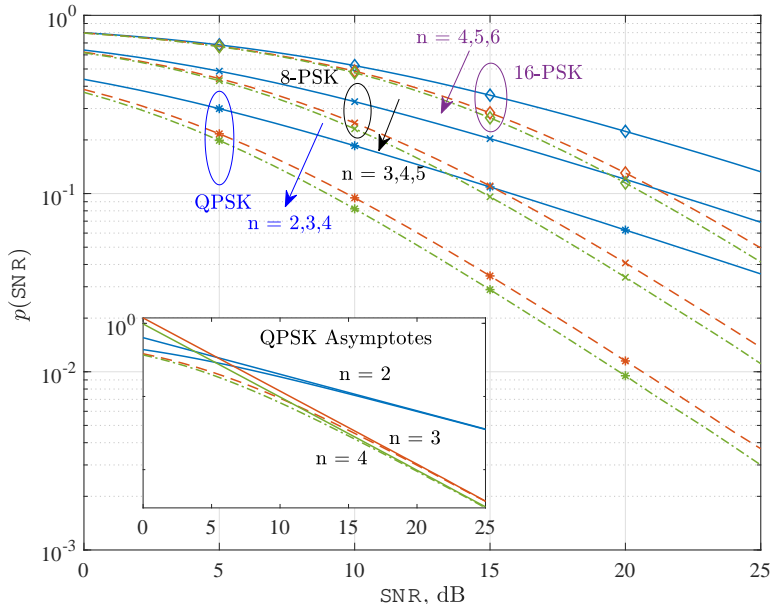 10^0
n = 4,5,6
8-PSK
16-PSK
n = 3,4,5
QPSK
n = 2,3,4
10^-1
10^-2
10^-3
p(SNR)
10^0
QPSK Asymptotes
n = 2
n = 3
n = 4
0 5 10 15 20 25
0 5 10 15 20 25
SNR, dB